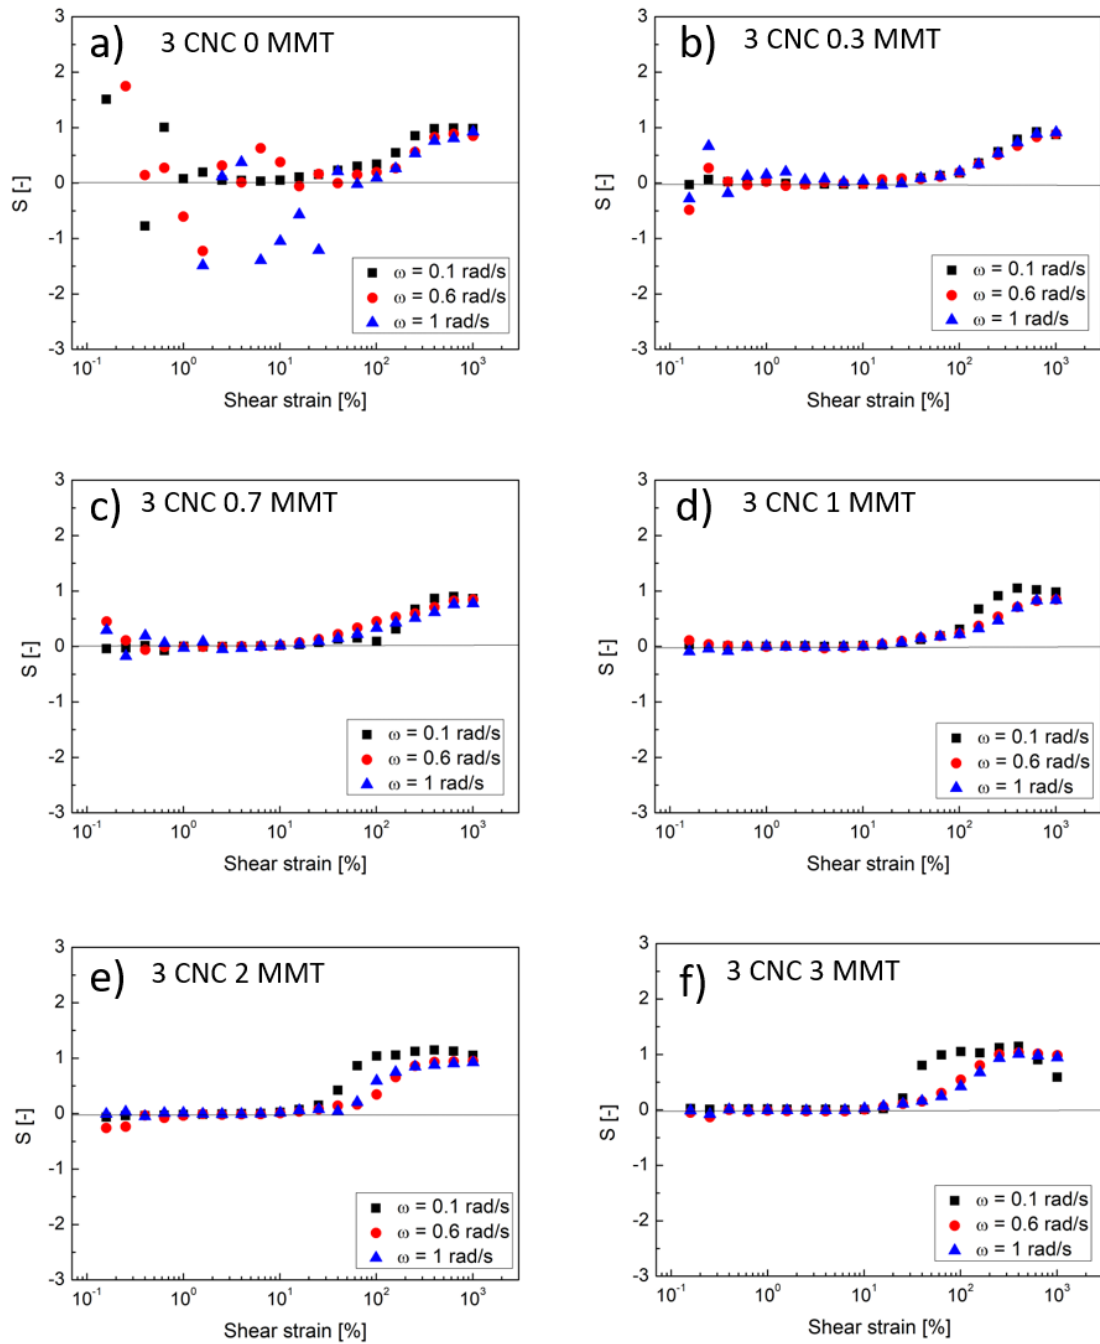 a) 3 CNC 0 MMT
3
2
1
0
-1
-2
-3
S [-]
ω = 0.1 rad/s
ω = 0.6 rad/s
ω = 1 rad/s
10⁻¹ 10⁰ 10¹ 10² 10³
Shear strain [%]
b) 3 CNC 0.3 MMT
3
2
1
0
-1
-2
-3
S [-]
ω = 0.1 rad/s
ω = 0.6 rad/s
ω = 1 rad/s
10⁻¹ 10⁰ 10¹ 10² 10³
Shear strain [%]
c) 3 CNC 0.7 MMT
3
2
1
0
-1
-2
-3
S [-]
ω = 0.1 rad/s
ω = 0.6 rad/s
ω = 1 rad/s
10⁻¹ 10⁰ 10¹ 10² 10³
Shear strain [%]
d) 3 CNC 1 MMT
3
2
1
0
-1
-2
-3
S [-]
ω = 0.1 rad/s
ω = 0.6 rad/s
ω = 1 rad/s
10⁻¹ 10⁰ 10¹ 10² 10³
Shear strain [%]
e) 3 CNC 2 MMT
3
2
1
0
-1
-2
-3
S [-]
ω = 0.1 rad/s
ω = 0.6 rad/s
ω = 1 rad/s
10⁻¹ 10⁰ 10¹ 10² 10³
Shear strain [%]
f) 3 CNC 3 MMT
3
2
1
0
-1
-2
-3
S [-]
ω = 0.1 rad/s
ω = 0.6 rad/s
ω = 1 rad/s
10⁻¹ 10⁰ 10¹ 10² 10³
Shear strain [%]